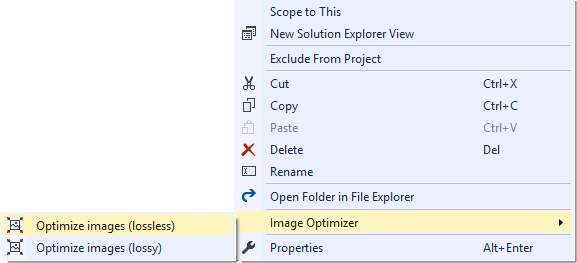 Scope to This
New Solution Explorer View
Exclude From Project
Cut Ctrl+X
Copy Ctrl+C
Paste Ctrl+V
Delete Del
Rename
Open Folder in File Explorer
Image Optimizer
Optimize images (lossless)
Optimize images (lossy)
Properties Alt+Enter